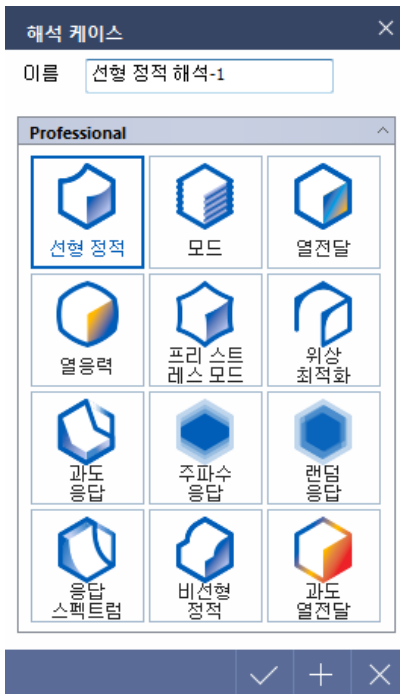 해석 케이스
이름 선형 정적 해석-1
Professional
선형 정적 모드 열전달
열응력 프리 스트
레스 모드 위상
최적화
과도
응답 주파수
응답 랜덤
응답
응답
스펙트럼 비선형
정적 과도
열전달